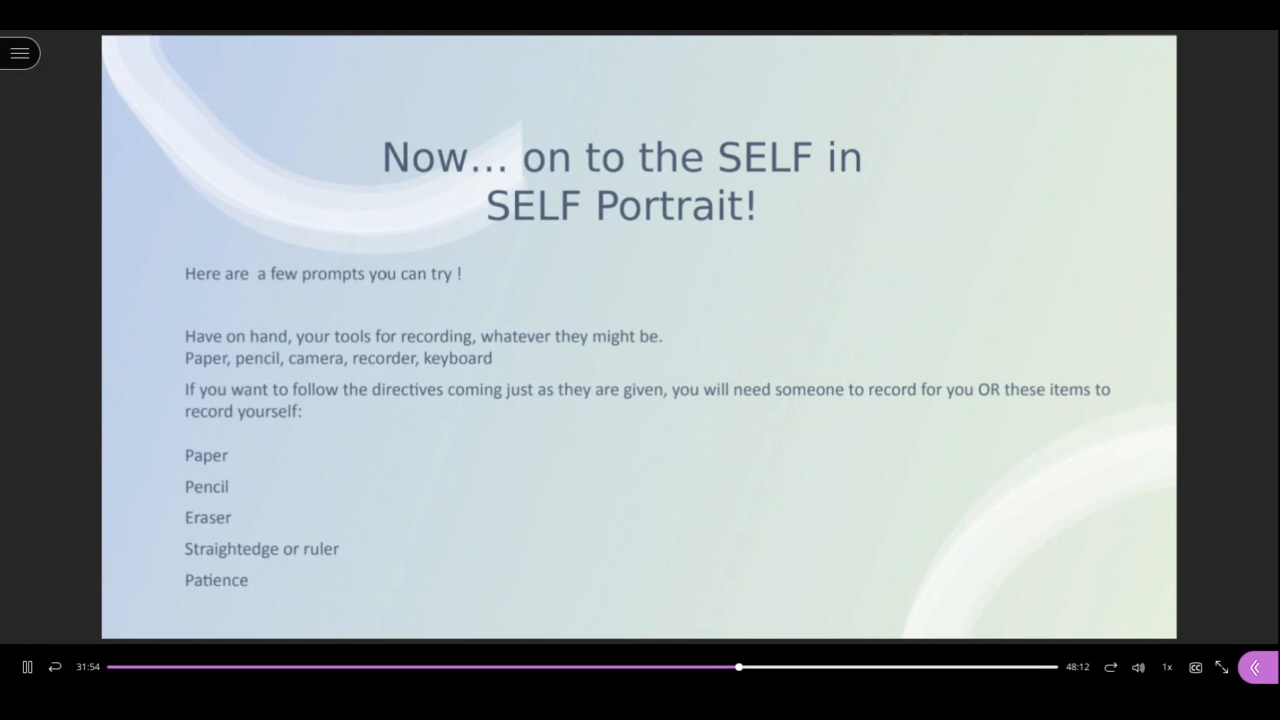 Now... on to the SELF in
SELF Portrait!
Here are  a few prompts you can try !
Have on hand, your tools for recording, whatever they might be.
Paper, pencil, camera, recorder, keyboard
If you want to follow the directives coming just as they are given, you will need someone to record for you OR these items to
record yourself:
Paper
Pencil
Eraser
Straightedge or ruler
Patience
31:54
48:12
1x
CC